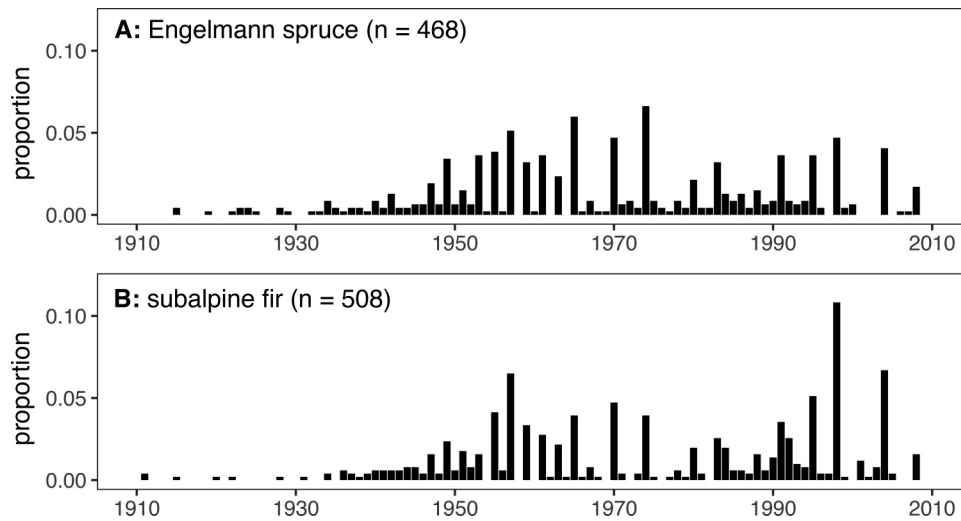 A: Engelmann spruce (n = 468)
proportion
0.10
0.05
0.00
1910 1930 1950 1970 1990 2010
B: subalpine fir (n = 508)
proportion
0.10
0.05
0.00
1910 1930 1950 1970 1990 2010